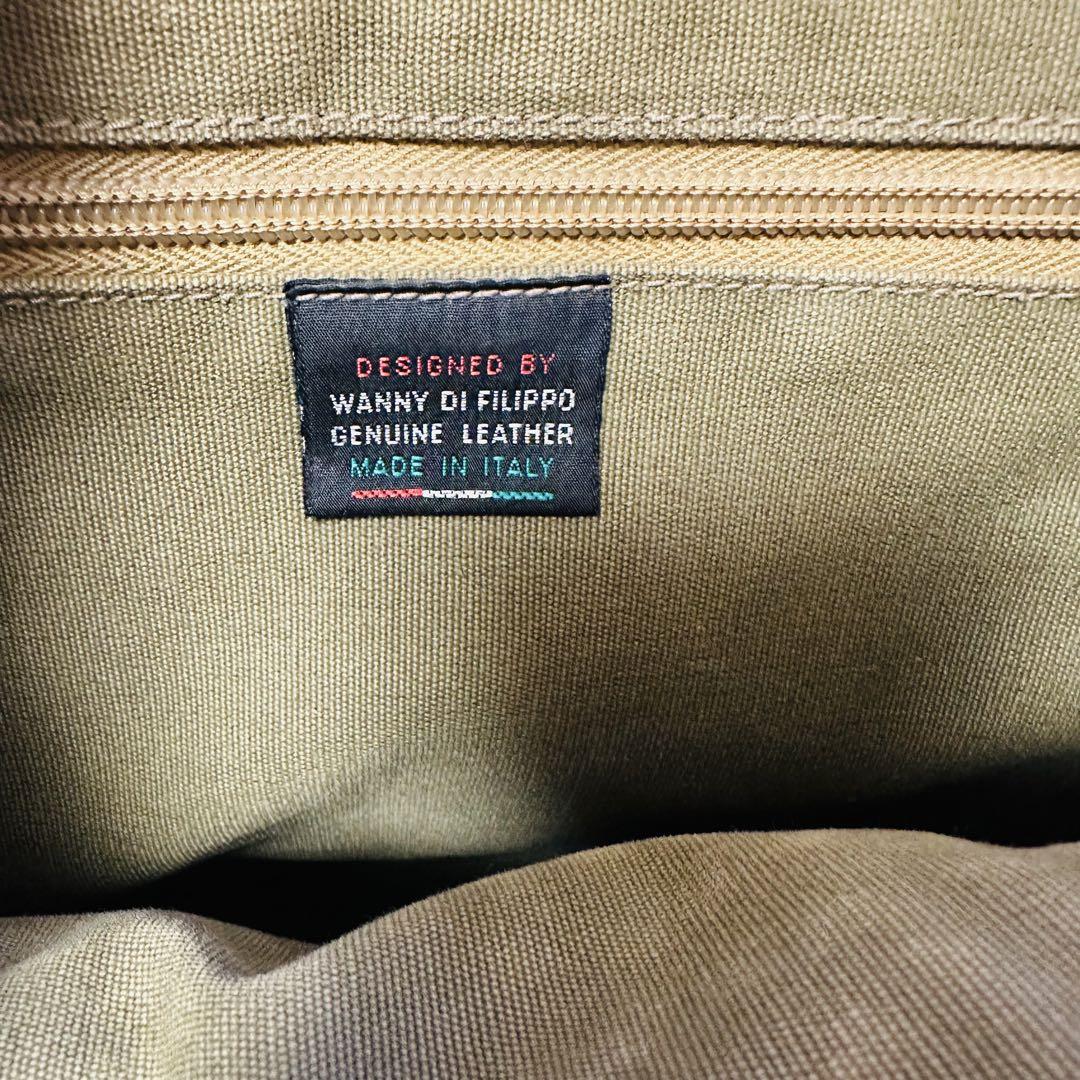 DESIGNED BY
WANNY DI FILIPPO
GENUINE LEATHER
MADE IN ITALY